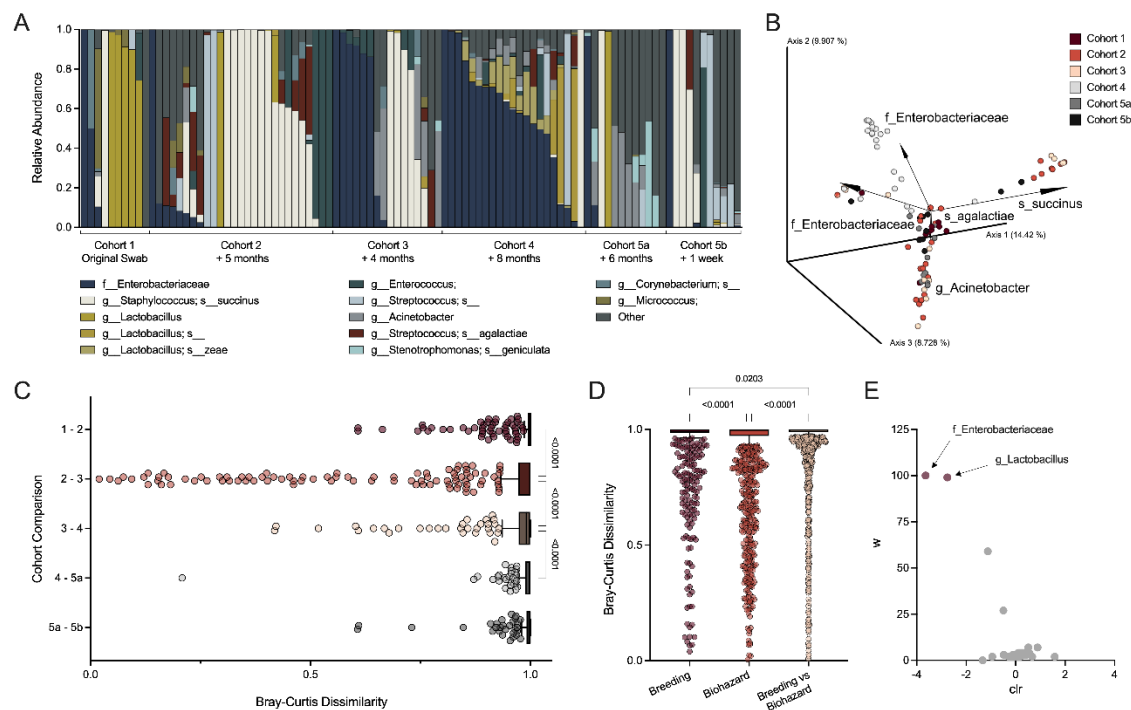 A
1.0
0.8
0.6
0.4
0.2
0.0
Relative Abundance
Cohort 1
Original Swab
Cohort 2
+ 5 months
Cohort 3
+ 4 months
Cohort 4
+ 8 months
Cohort 5a
+ 6 months
Cohort 5b
+ 1 week
f__Enterobacteriaceae
g__Staphylococcus; s__succinus
g__Lactobacillus
g__Lactobacillus; s__
g__Lactobacillus; s__zeae
g__Enterococcus;
g__Streptococcus; s__
g__Acinetobacter
g__Streptococcus; s__agalactiae
g__Stenotrophomonas; s__geniculata
g__Corynebacterium; s__
g__Micrococcus;
Other
B
Axis 2 (9.907 %)
Cohort 1
Cohort 2
Cohort 3
Cohort 4
Cohort 5a
Cohort 5b
f_Enterobacteriaceae
s_succinus
s_agalactiae
f_Enterobacteriaceae
Axis 1 (14.42 %)
g_Acinetobacter
Axis 3 (8.728 %)
C
Cohort Comparison
1 - 2
2 - 3
3 - 4
4 - 5a
5a - 5b
<0.0001
<0.0001
<0.0001
0.0
0.5
1.0
Bray-Curtis Dissimilarity
D
0.0203
<0.0001
<0.0001
1.0
0.5
0.0
Bray-Curtis Dissimilarity
Breeding
Biohazard
Breeding vs
Biohazard
E
125
100
75
50
25
0
W
f_Enterobacteriaceae
g_Lactobacillus
-4
-2
0
2
4
clr